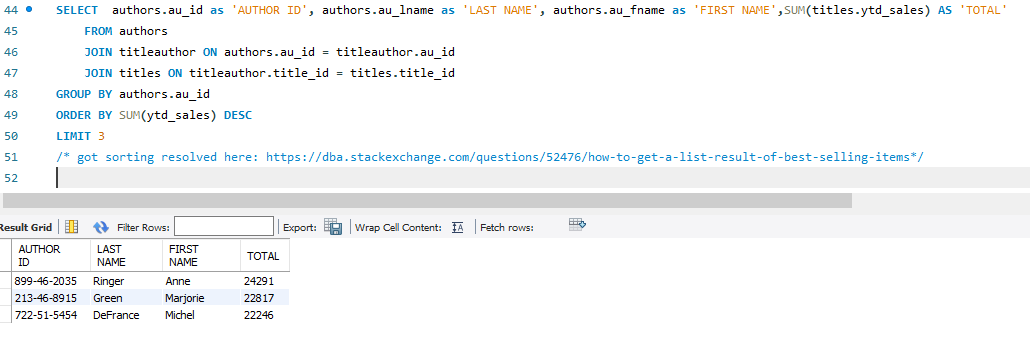 44 SELECT authors.au_id as 'AUTHOR ID', authors.au_lname as 'LAST NAME', authors.au_fname as 'FIRST NAME',SUM(titles.ytd_sales) AS 'TOTAL'
45 FROM authors
46 JOIN titleauthor ON authors.au_id = titleauthor.au_id
47 JOIN titles ON titleauthor.title_id = titles.title_id
48 GROUP BY authors.au_id
49 ORDER BY SUM(ytd_sales) DESC
50 LIMIT 3
51 /* got sorting resolved here: https://dba.stackexchange.com/questions/52476/how-to-get-a-list-result-of-best-selling-items*/
52
Result Grid Filter Rows: Export: Wrap Cell Content: IA Fetch rows:
AUTHOR ID LAST NAME FIRST NAME TOTAL
899-46-2035 Ringer Anne 24291
213-46-8915 Green Marjorie 22817
722-51-5454 DeFrance Michel 22246